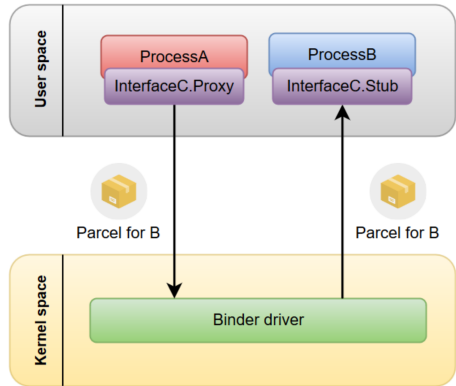 User space
ProcessA
InterfaceC.Proxy
ProcessB
InterfaceC.Stub
Parcel for B
Parcel for B
Kernel space
Binder driver